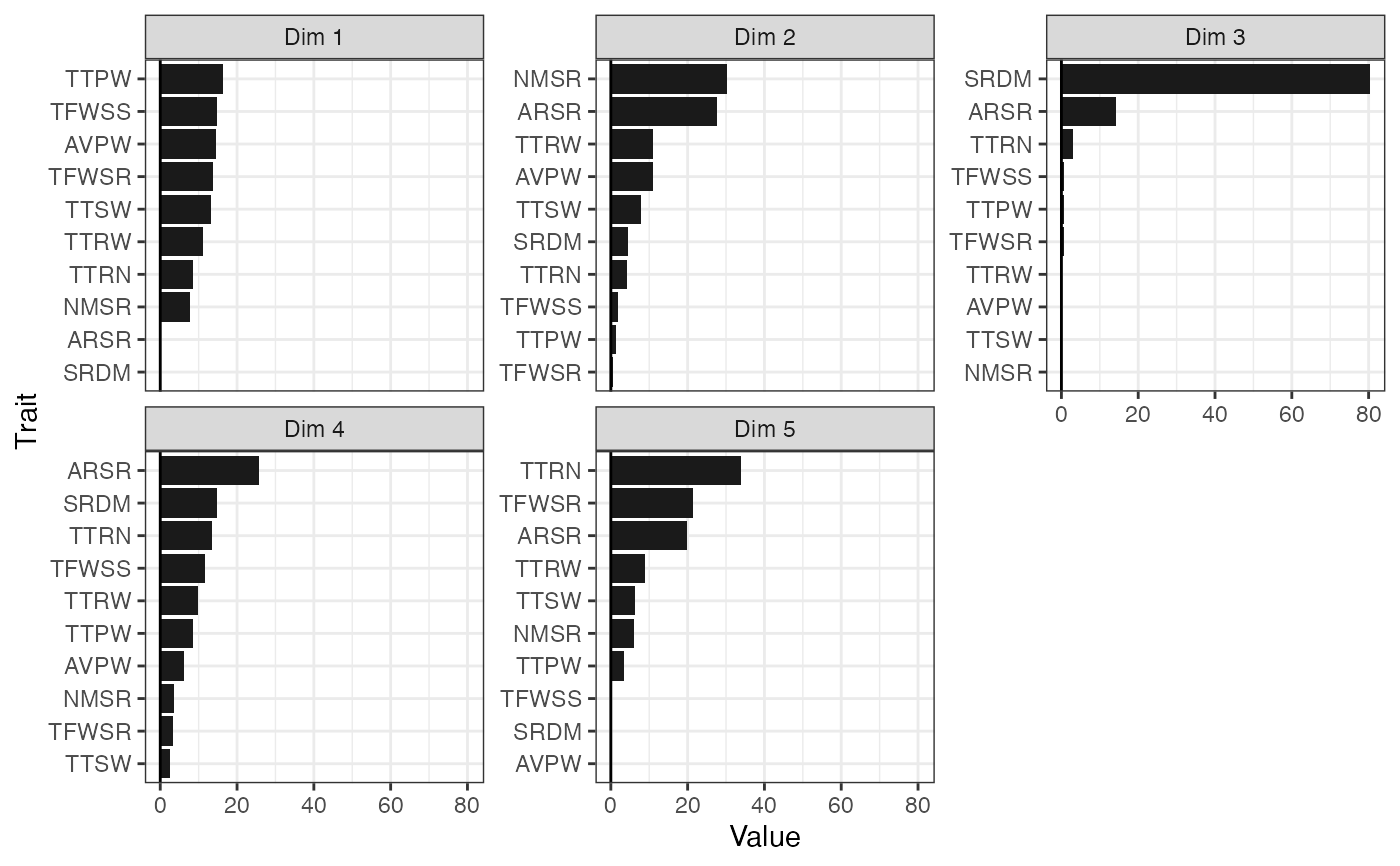 Dim 1
TTPW
TFWSS
AVPW
TFWSR
TTSW
TTRW
TTRN
NMSR
ARSR
SRDM
Dim 2
NMSR
ARSR
TTRW
AVPW
TTSW
SRDM
TTRN
TFWSS
TTPW
TFWSR
Dim 3
SRDM
ARSR
TTRN
TFWSS
TTPW
TFWSR
TTRW
AVPW
TTSW
NMSR
0 20 40 60 80
Trait
Dim 4
ARSR
SRDM
TTRN
TFWSS
TTRW
TTPW
AVPW
NMSR
TFWSR
TTSW
0 20 40 60 80
Dim 5
TTRN
TFWSR
ARSR
TTRW
TTSW
NMSR
TTPW
TFWSS
SRDM
AVPW
0 20 40 60 80
Value